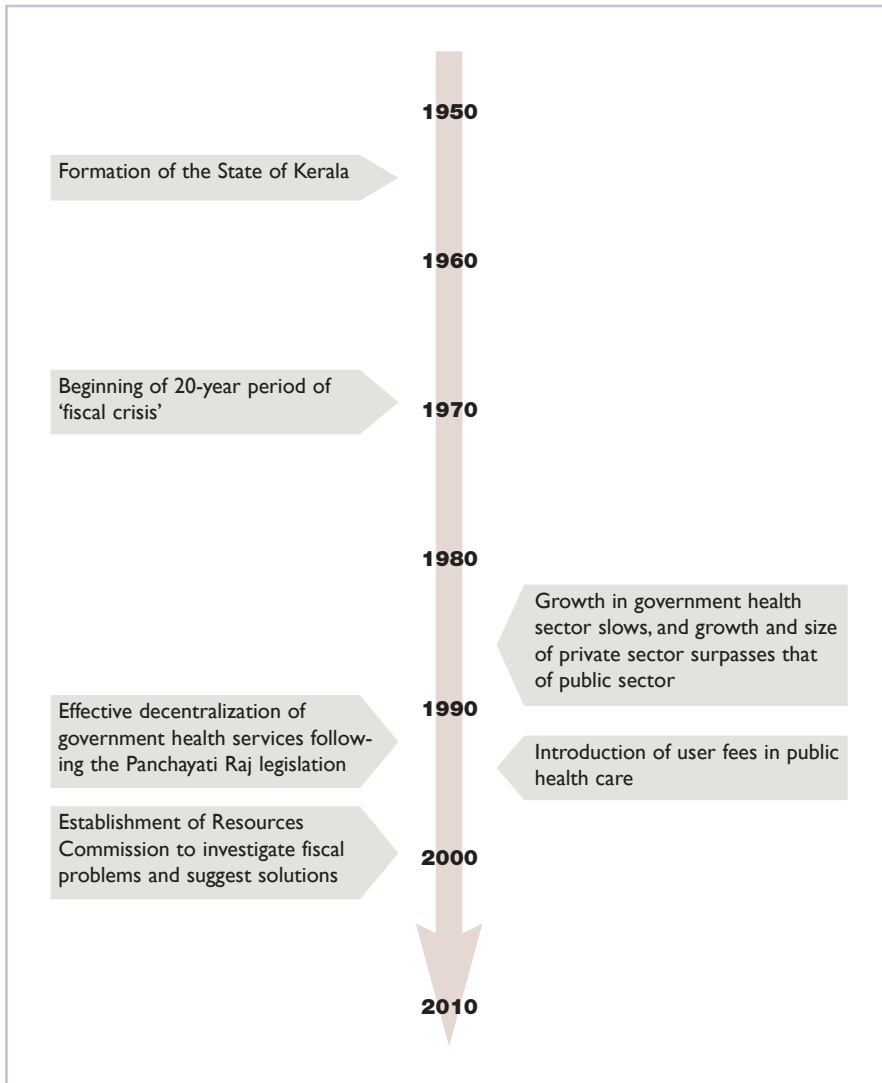 1950
Formation of the State of Kerala
1960
Beginning of 20-year period of
‘fiscal crisis’
1970
1980
Growth in government health
sector slows, and growth and size
of private sector surpasses that
of public sector
1990
Effective decentralization of
government health services follow-
ing the Panchayati Raj legislation
Introduction of user fees in public
health care
Establishment of Resources
Commission to investigate fiscal
problems and suggest solutions
2000
2010